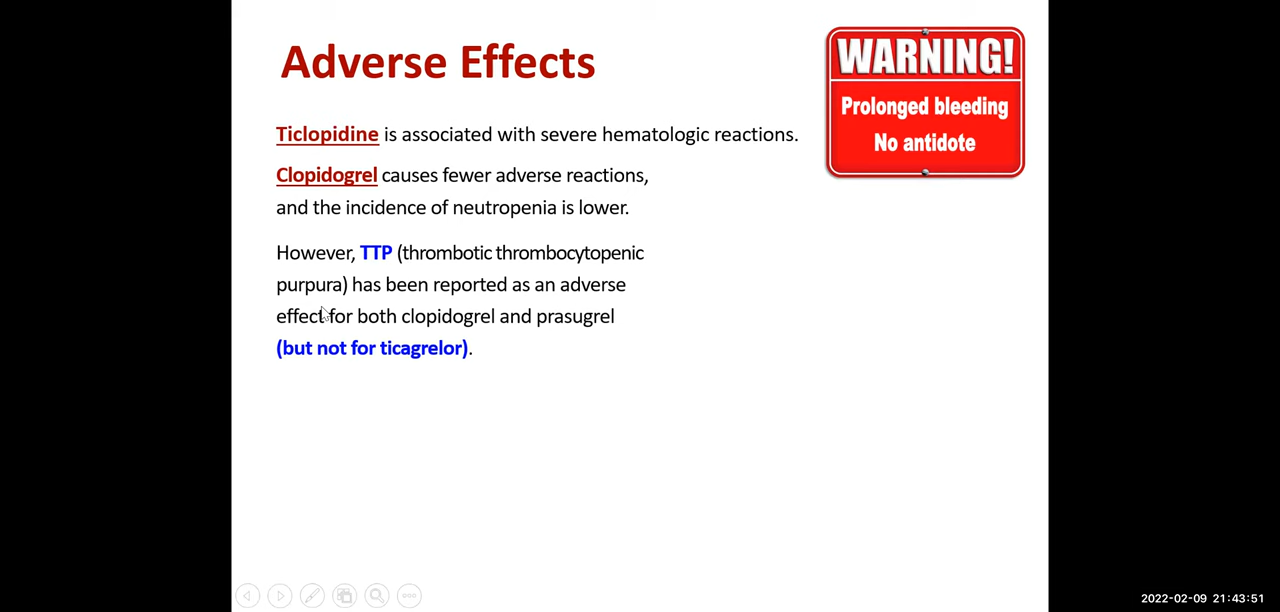 Adverse Effects
WARNING!
Prolonged bleeding
No antidote
Ticlopidine is associated with severe hematologic reactions.
Clopidogrel causes fewer adverse reactions,
and the incidence of neutropenia is lower.
However, TTP (thrombotic thrombocytopenic
purpura) has been reported as an adverse
effect for both clopidogrel and prasugrel
(but not for ticagrelor).
2022-02-09 21:43:51